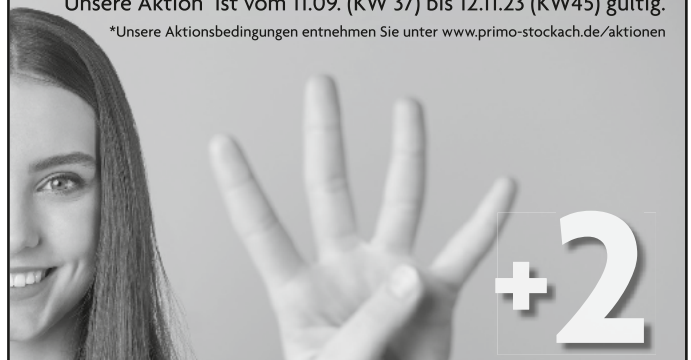 Unsere Aktion* ist vom 11.09. (KW 37) bis 12.11.23 (KW45) gültig.
*Unsere Aktionsbedingungen entnehmen Sie unter www.primo-stockach.de/aktionen
+2